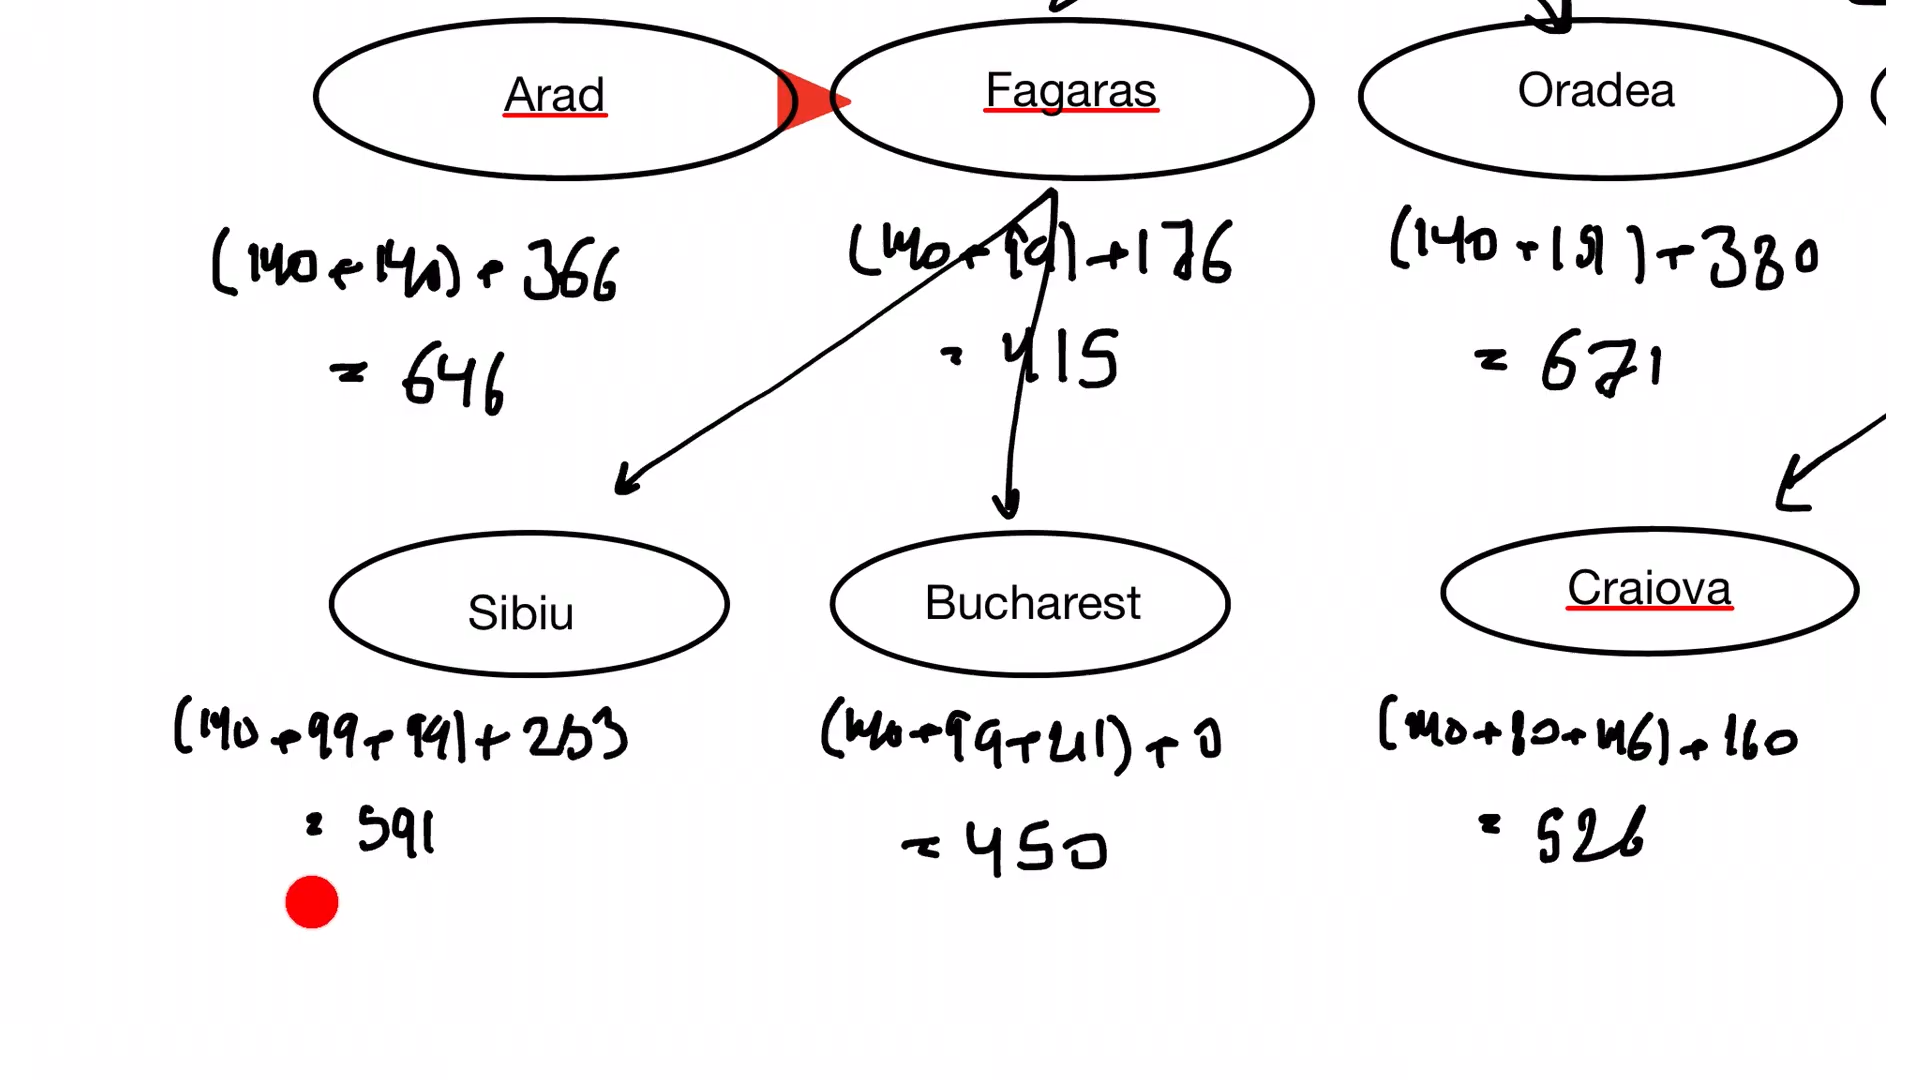 Arad
Fagaras
Oradea
(140 + 140) + 366
= 646
(140 + 99) + 176
= 415
(140 + 151) + 380
= 671
Sibiu
Bucharest
Craiova
(140 + 99 + 99) + 253
= 591
(140 + 99 + 211) + 0
= 450
(140 + 80 + 146) + 160
= 526